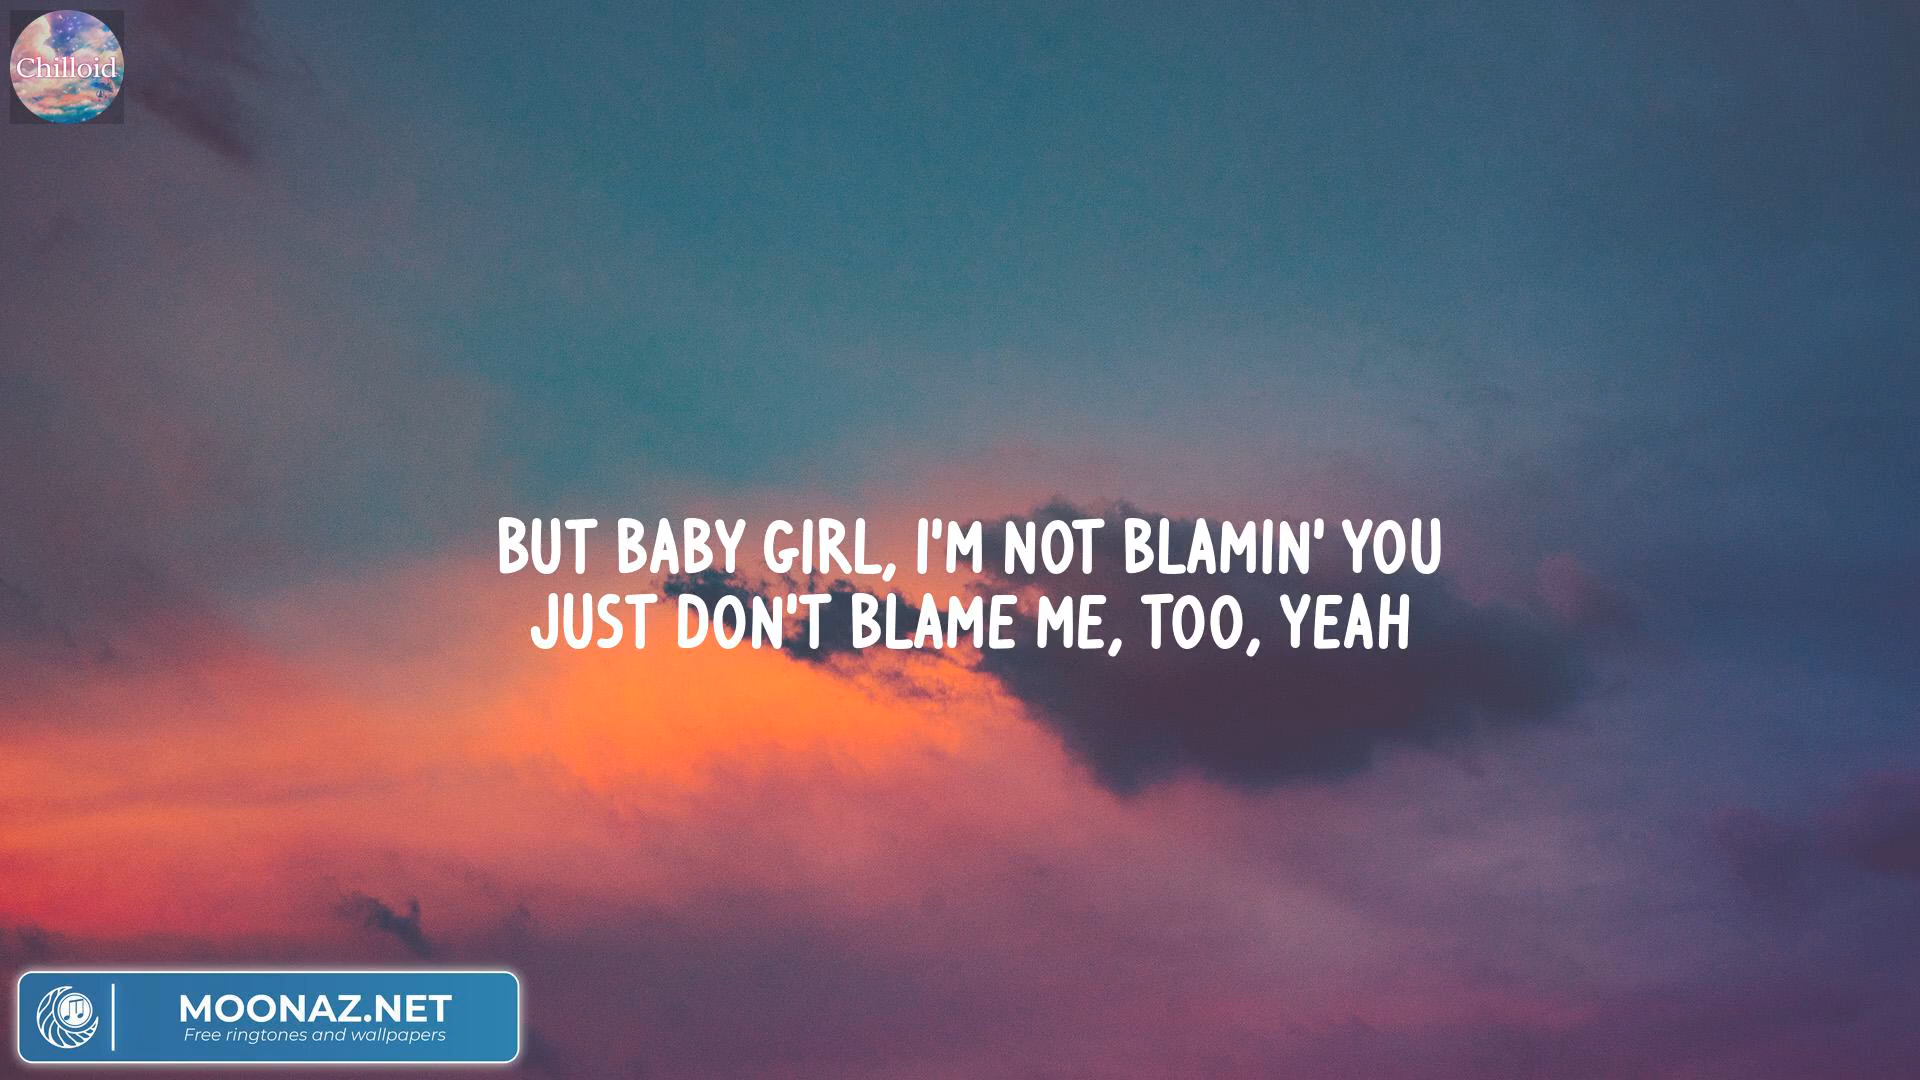 Chilloid
BUT BABY GIRL, I'M NOT BLAMIN' YOU
JUST DON'T BLAME ME, TOO, YEAH
MOONAZ.NET
Free ringtones and wallpapers